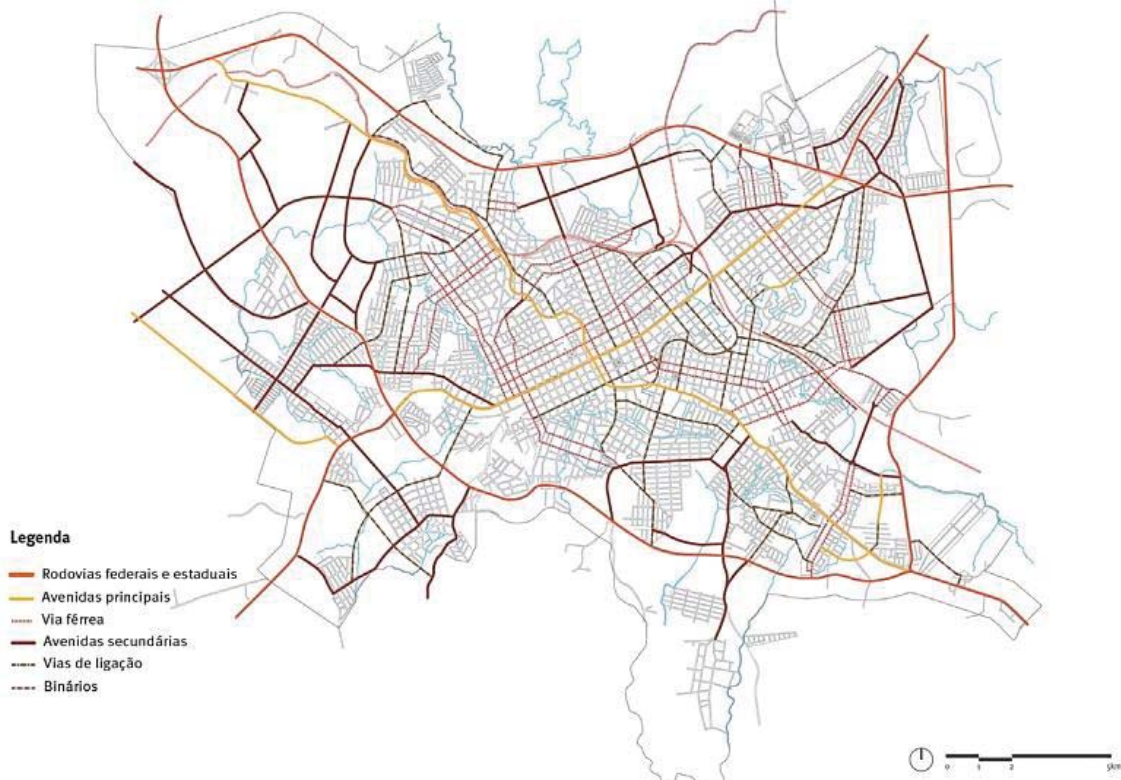 Legenda
Rodovias federais e estaduais
Avenidas principais
Via férrea
Avenidas secundárias
Vias de ligação
Binários
0 1 2 5km